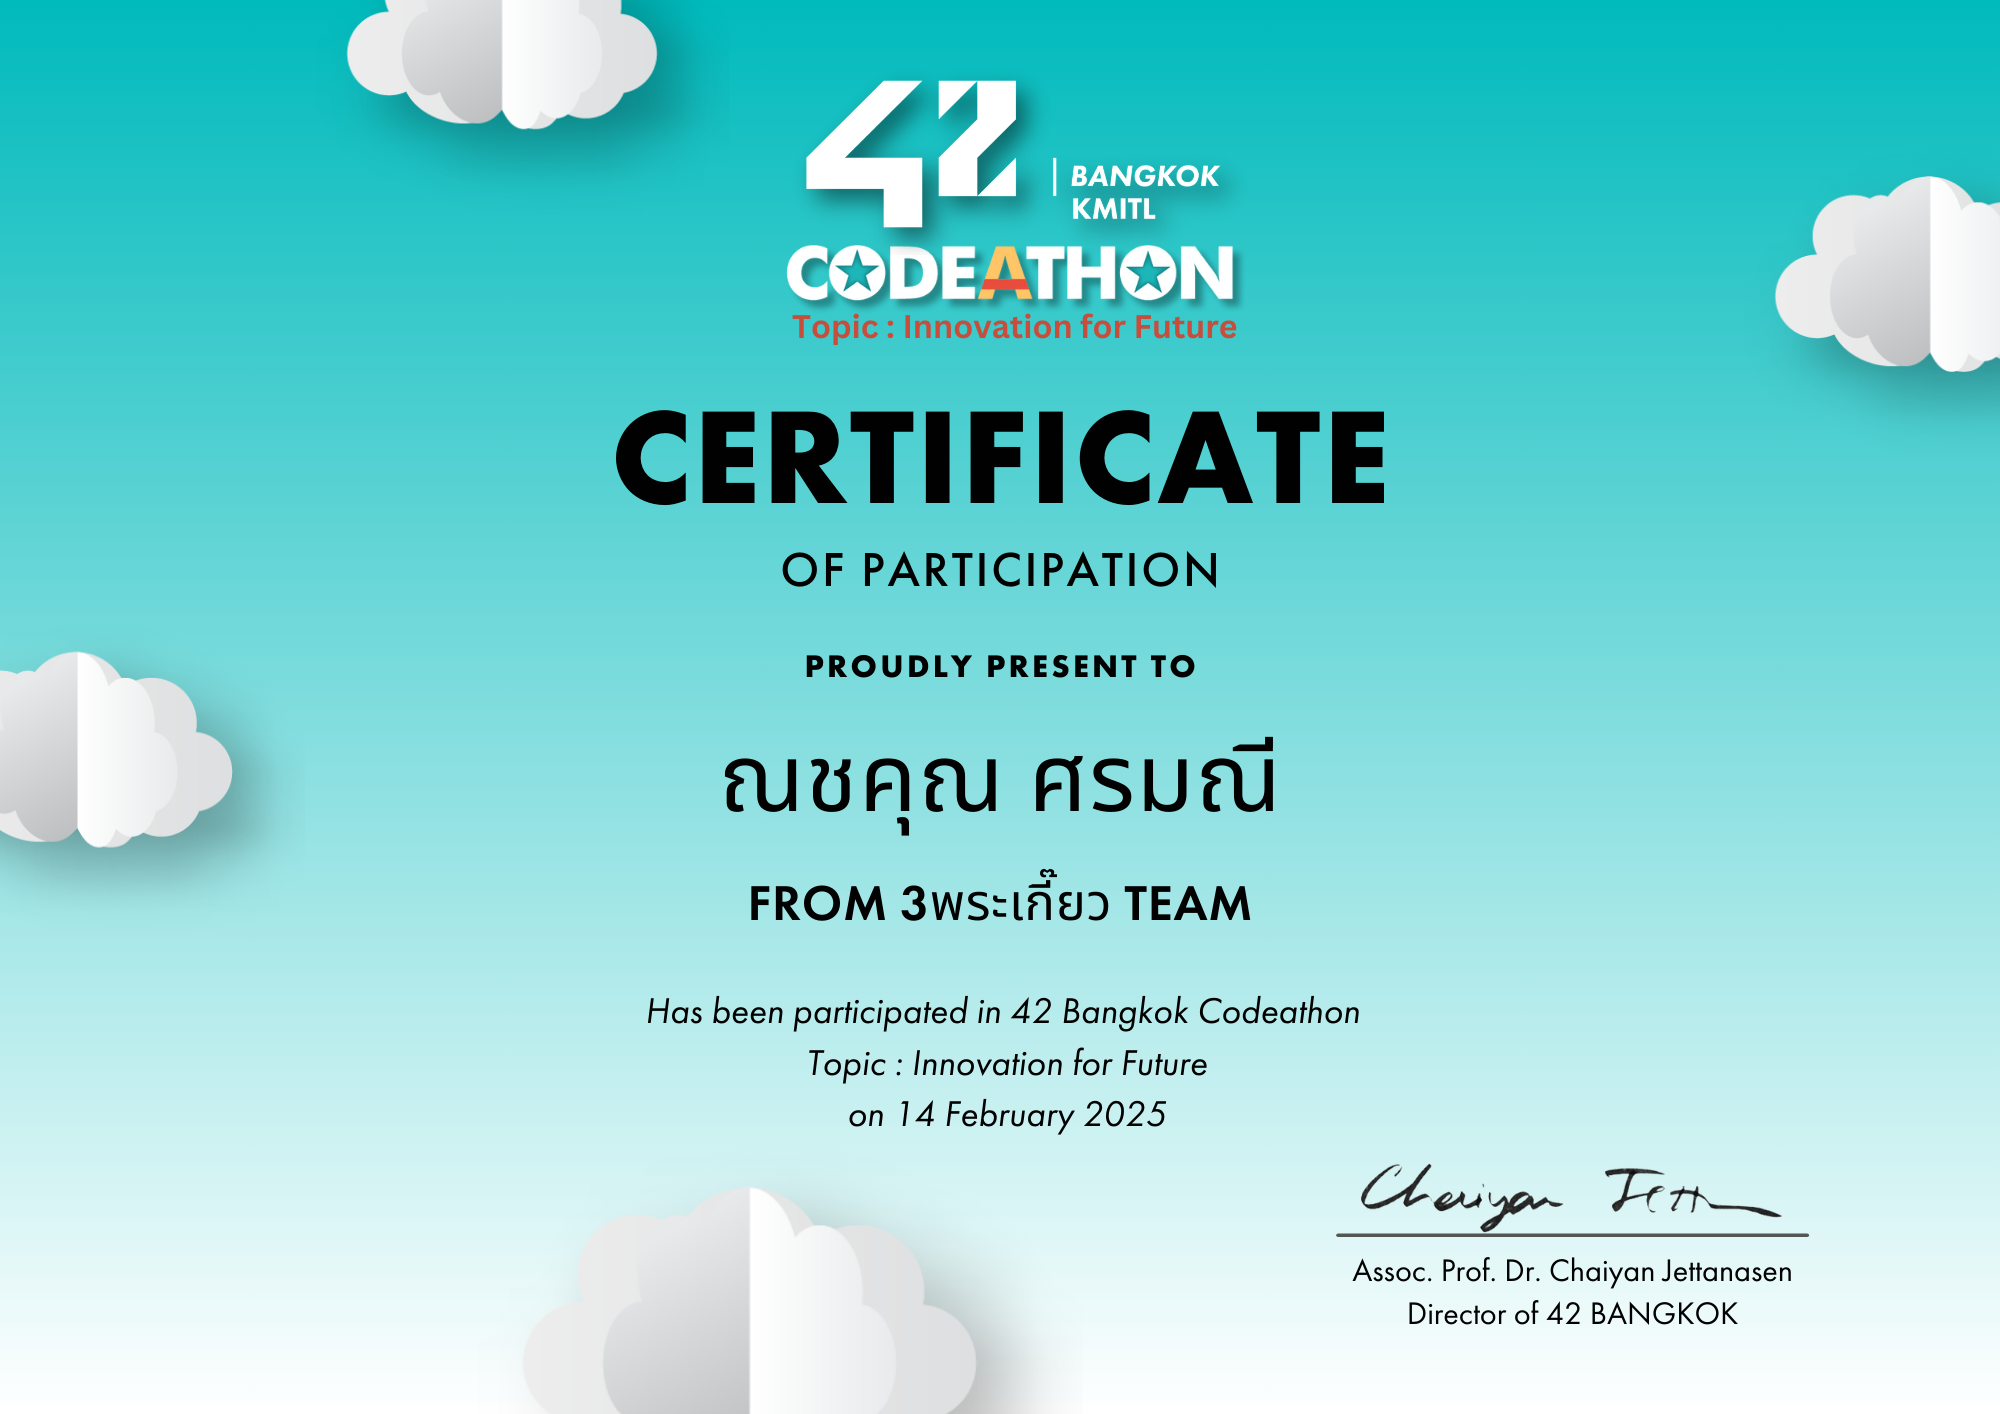 42
BANGKOK
KMITL
CODEATHON
Topic : Innovation for Future
CERTIFICATE
OF PARTICIPATION
PROUDLY PRESENT TO
ณชคุณ ศรมณี
FROM 3พระเกี๊ยว TEAM
Has been participated in 42 Bangkok Codeathon
Topic : Innovation for Future
on 14 February 2025
Chaiyan Jett
Assoc. Prof. Dr. Chaiyan Jettanasen
Director of 42 BANGKOK